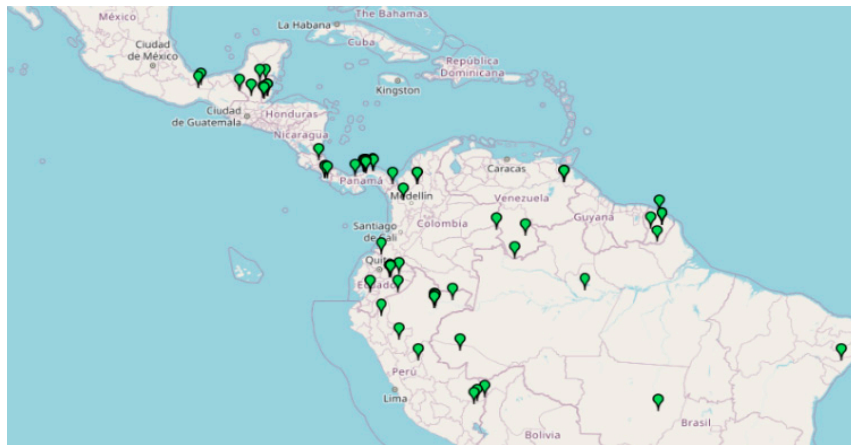 México
The Bahamas
La Habana
Cuba
Ciudad
de México
República
Dominicana
Kingston
Ciudad
de Guatemala
Honduras
Nicaragua
Caracas
Panamá
Medellín
Venezuela
Guyana
Santiago
de Cali
Colombia
Quito
Ecuador
Perú
Lima
Brasil
Bolivia